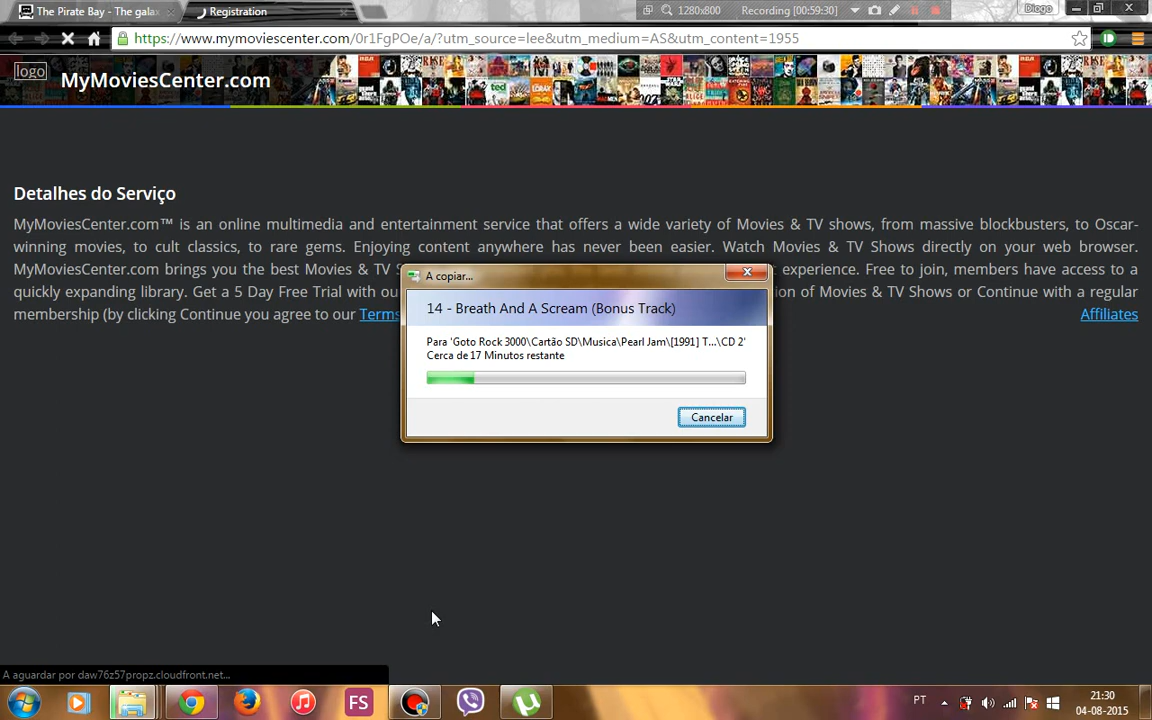 The Pirate Bay - The gala
Registration
1280x800
Recording [00:59:30]
Diogo
https://www.mymoviescenter.com/0r1FgPOe/a/?utm_source=lee&utm_medium=AS&utm_content=1955
logo
MyMoviesCenter.com
Detalhes do Serviço
MyMoviesCenter.com™ is an online multimedia and entertainment service that offers a wide variety of Movies & TV shows, from massive blockbusters, to Oscar-
winning movies, to cult classics, to rare gems. Enjoying content anywhere has never been easier. Watch Movies & TV Shows directly on your web browser.
MyMoviesCenter.com brings you the best Movies & TV S experience. Free to join, members have access to a
quickly expanding library. Get a 5 Day Free Trial with ou ion of Movies & TV Shows or Continue with a regular
membership (by clicking Continue you agree to our Terms Affiliates
A copiar...
14 - Breath And A Scream (Bonus Track)
Para 'Goto Rock 3000\Cartão SD\Musica\Pearl Jam\[1991] T...\CD 2'
Cerca de 17 Minutos restante
Cancelar
A aguardar por daw76z57propz.cloudfront.net...
FS
PT
21:30
04-08-2015